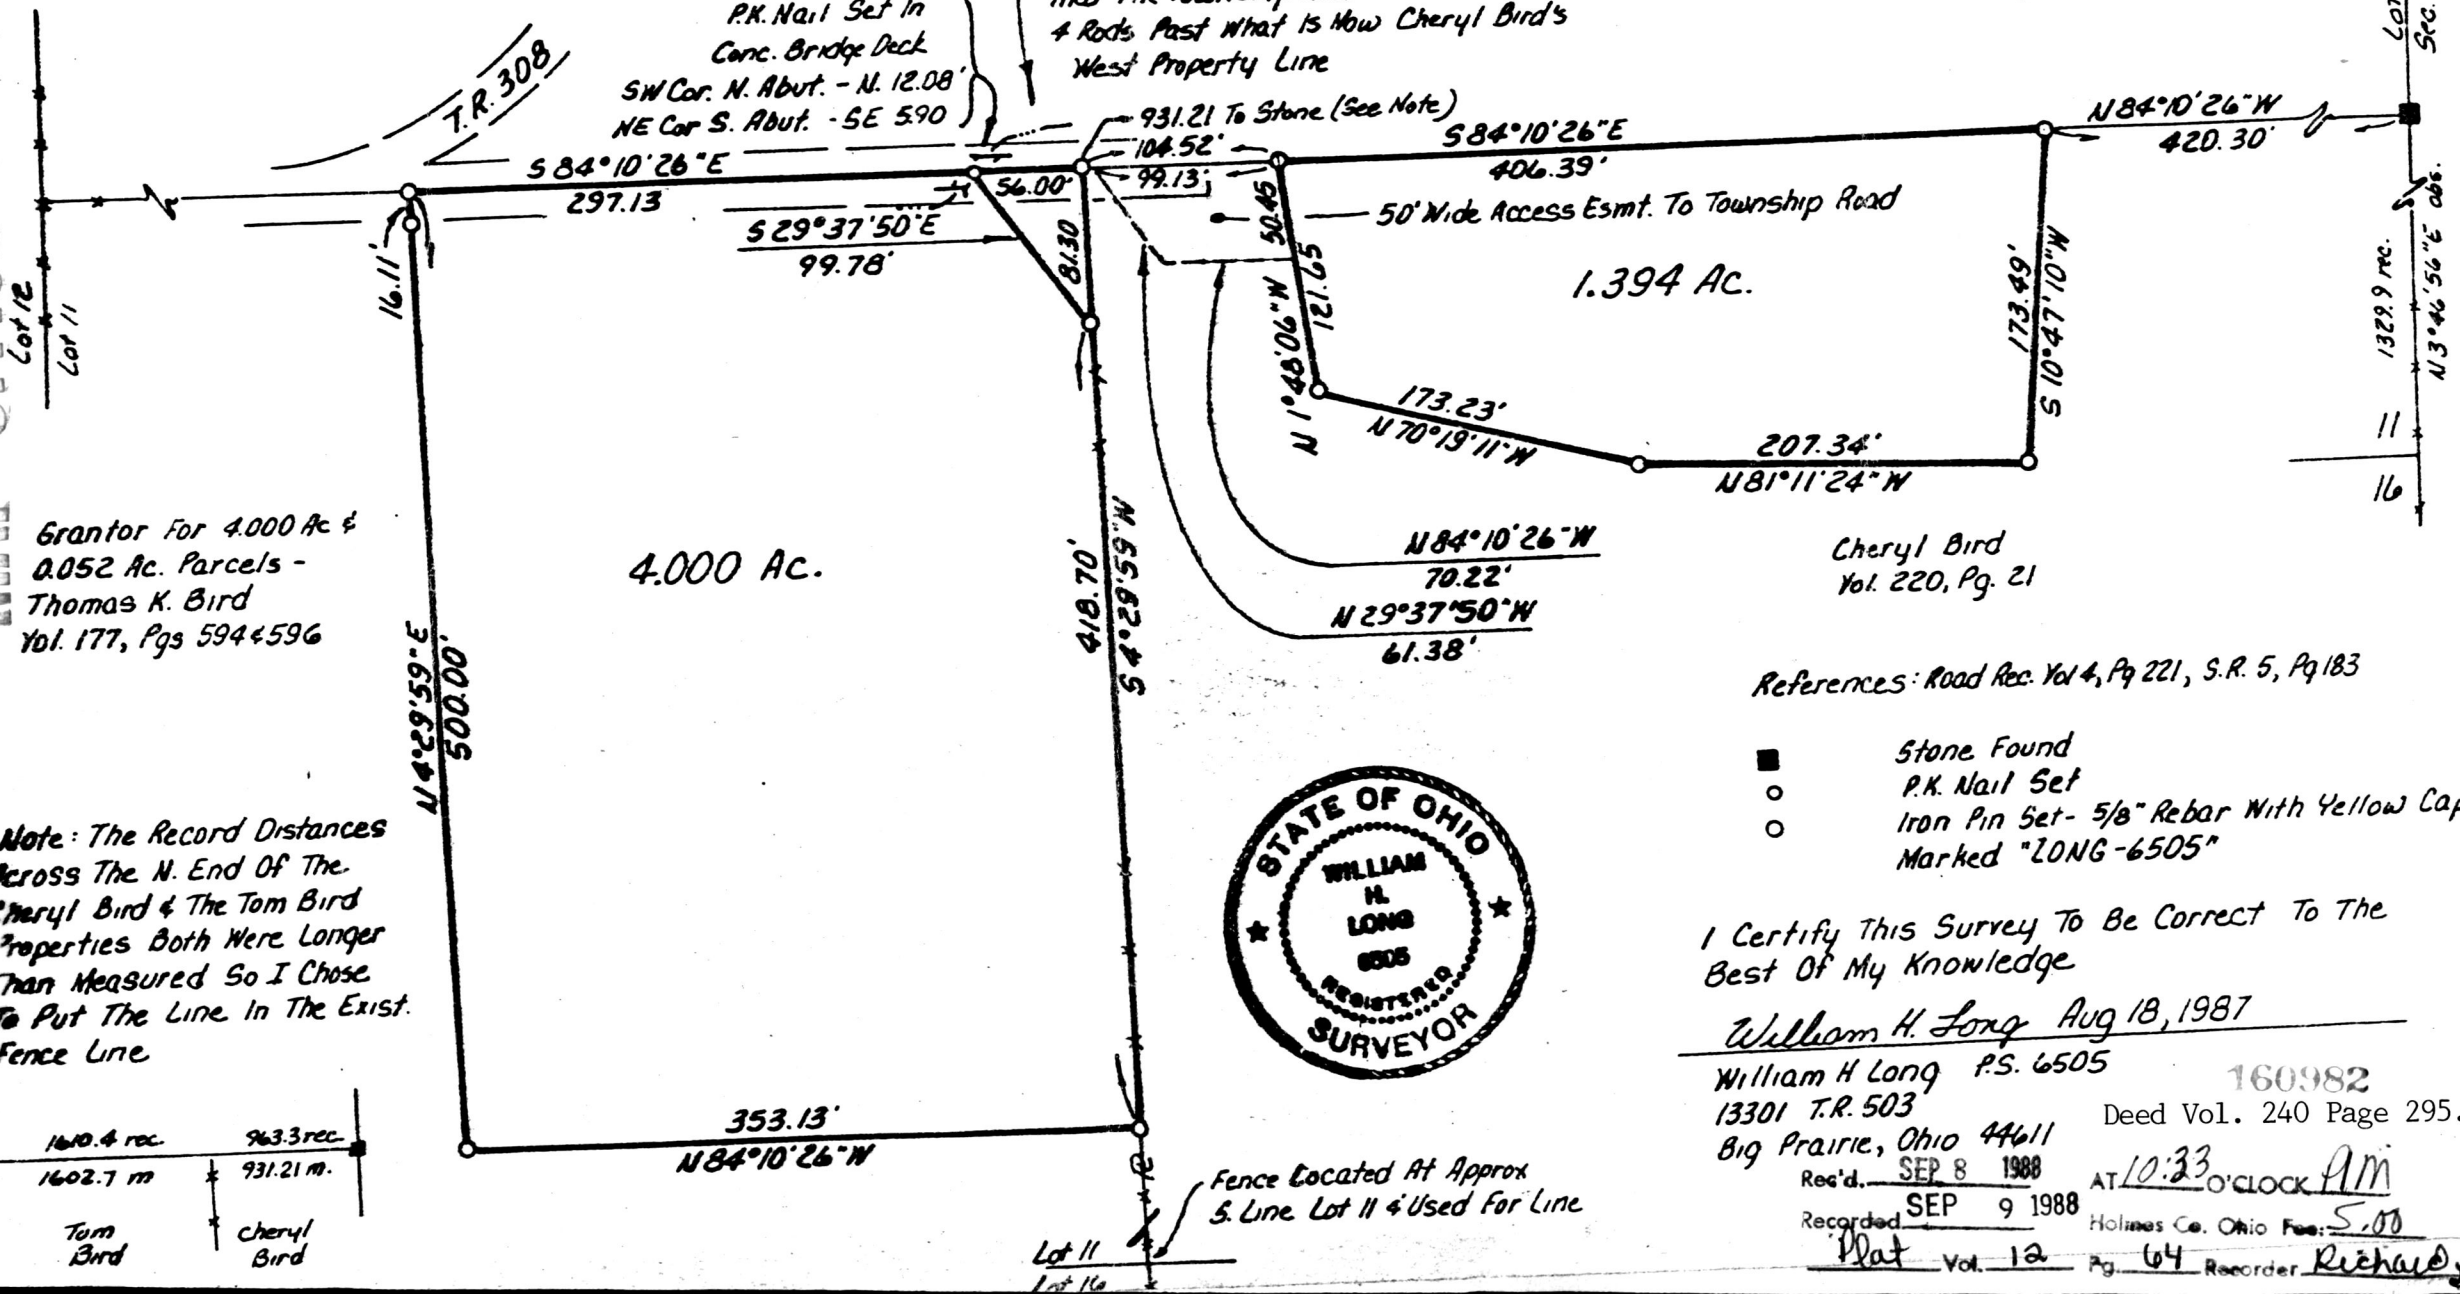 P.K. Nail Set In
Conc. Bridge Deck
SW Cor. N. Abut. - N. 12.08'
NE Cor S. Abut. - SE 5.90
4 Rods Past What Is Now Cheryl Bird's
West Property Line
T.R. 308
931.21 To Stone (See Note)
104.52'
99.13'
S 84°10'26"E
297.13
56.00'
S 84°10'26"E
406.39'
N84°10'26"W
420.30'
Sec.
S 29°37'50"E
99.78'
16.11'
81.30
50.45
121.65
N 1°48'06"W
50' Wide Access Esmt. To Township Road
1.394 Ac.
173.49'
S 10°47'10"W
1329.9 rec.
N3°46'56"E obs.
Lot 12
Lot 11
173.23'
N 70°19'11"W
207.34'
N81°11'24"W
11
16
Grantor For 4.000 Ac &
0.052 Ac. Parcels -
Thomas K. Bird
Vol. 177, Pgs 594&596
4.000 Ac.
418.70'
S 4°29'59"W
N84°10'26"W
70.22'
N29°37'50"W
61.38'
Cheryl Bird
Vol. 220, Pg. 21
N4°29'59"E
500.00'
References: Road Rec. Vol 4, Pg 221, S.R. 5, Pg 183
Stone Found
P.K. Nail Set
Iron Pin Set- 5/8" Rebar With Yellow Cap
Marked "LONG-6505"
Note: The Record Distances
Across The N. End Of The
Cheryl Bird & The Tom Bird
Properties Both Were Longer
Than Measured So I Chose
To Put The Line In The Exist.
Fence Line
STATE OF OHIO
WILLIAM
H.
LONG
6505
REGISTERED
SURVEYOR
I Certify This Survey To Be Correct To The
Best Of My Knowledge
William H. Long Aug 18, 1987
William H Long P.S. 6505
13301 T.R. 503
Big Prairie, Ohio 44611
160982
Deed Vol. 240 Page 295.
Rec'd. SEP 8 1988 AT 10:33 O'CLOCK AM
Recorded SEP 9 1988 Holmes Co. Ohio Fee: 5.00
Plat Vol. 12 Pg. 64 Recorder Richard
353.13'
N84°10'26"W
1610.4 rec. 963.3 rec
1602.7 m 931.21 m.
Tom
Bird
Cheryl
Bird
Fence Located At Approx
S. Line Lot 11 & Used For Line
Lot 11
Lot 16